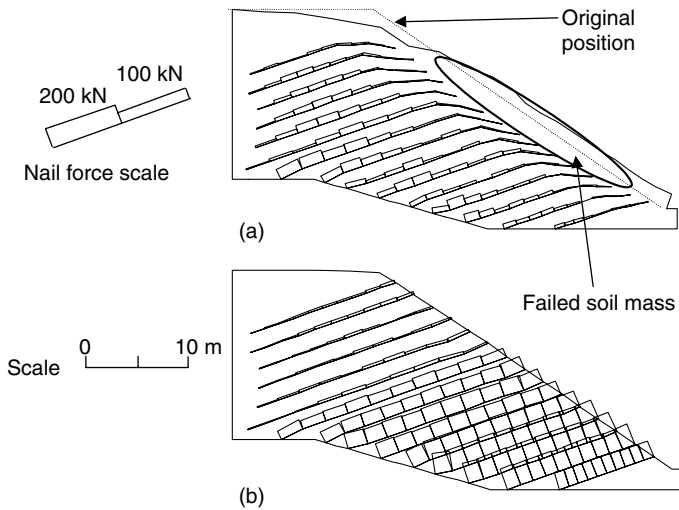 Original
position
100 kN
200 kN
Nail force scale
(a)
Failed soil mass
0 10 m
Scale
(b)